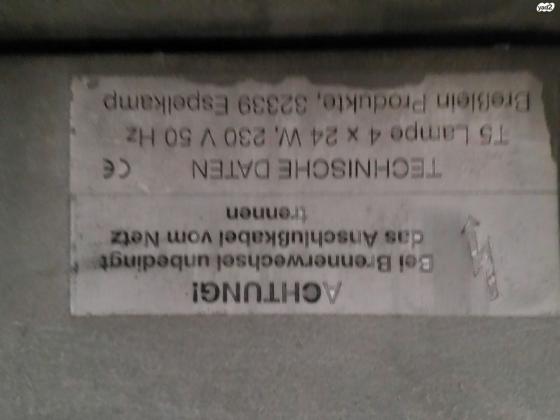 ACHTUNG!
Bei Brennerwechsel unbedingt
das Anschlußkabel vom Netz
trennen
TECHNISCHE DATEN CE
T5 Lampe 4 x 24 W, 230 V 50 Hz
Breßlein Produkte, 32339 Espelkamp
yad2